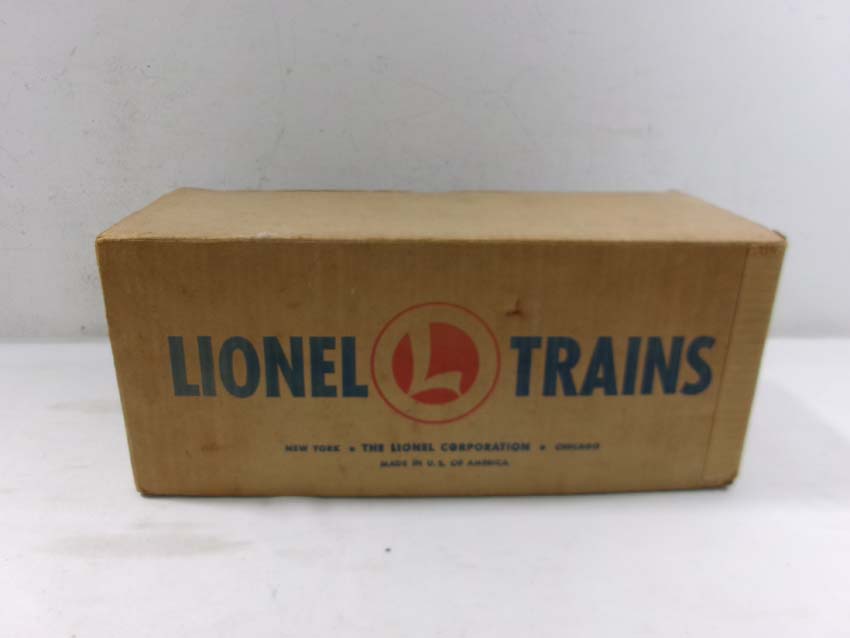 LIONEL L TRAINS
NEW YORK • THE LIONEL CORPORATION • CHICAGO
MADE IN U. S. OF AMERICA